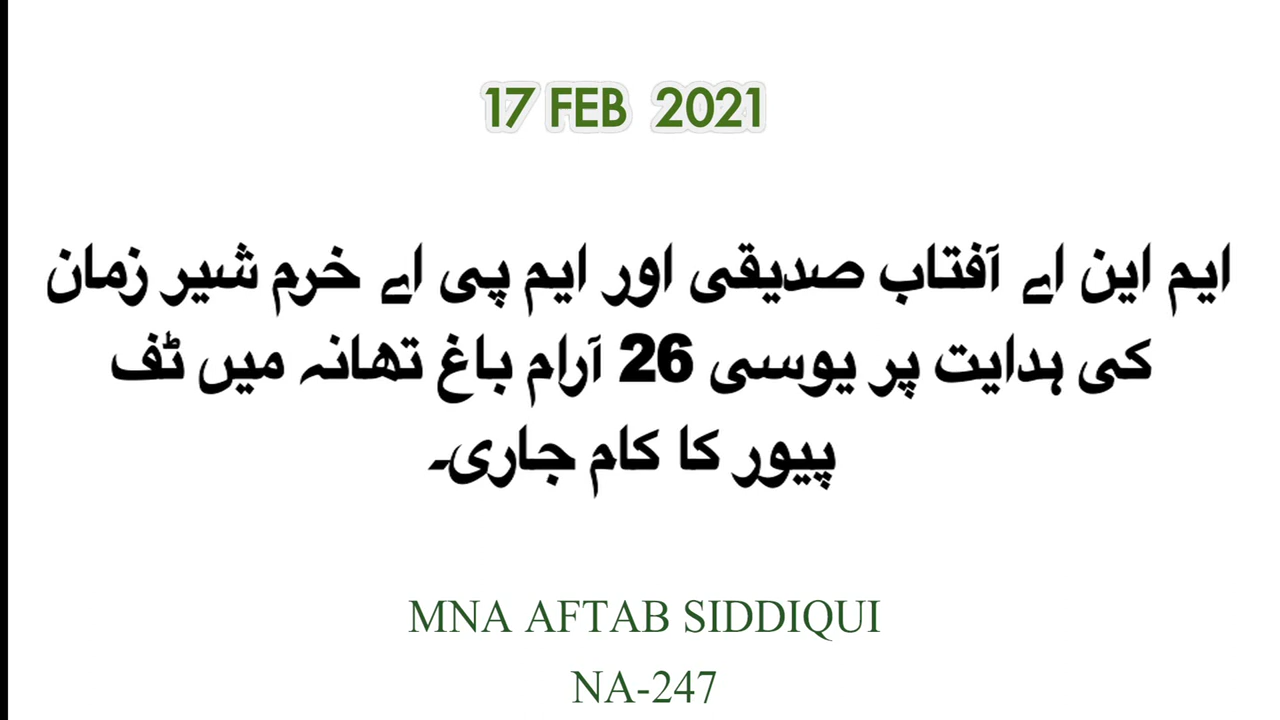 17 FEB 2021
ایم این اے آفتاب صدیقی اور ایم پی اے خرم شیر زمان
کی ہدایت پر یوسی 26 آرام باغ تھانہ میں ٹف
پیور کا کام جاری۔
MNA AFTAB SIDDIQUI
NA-247